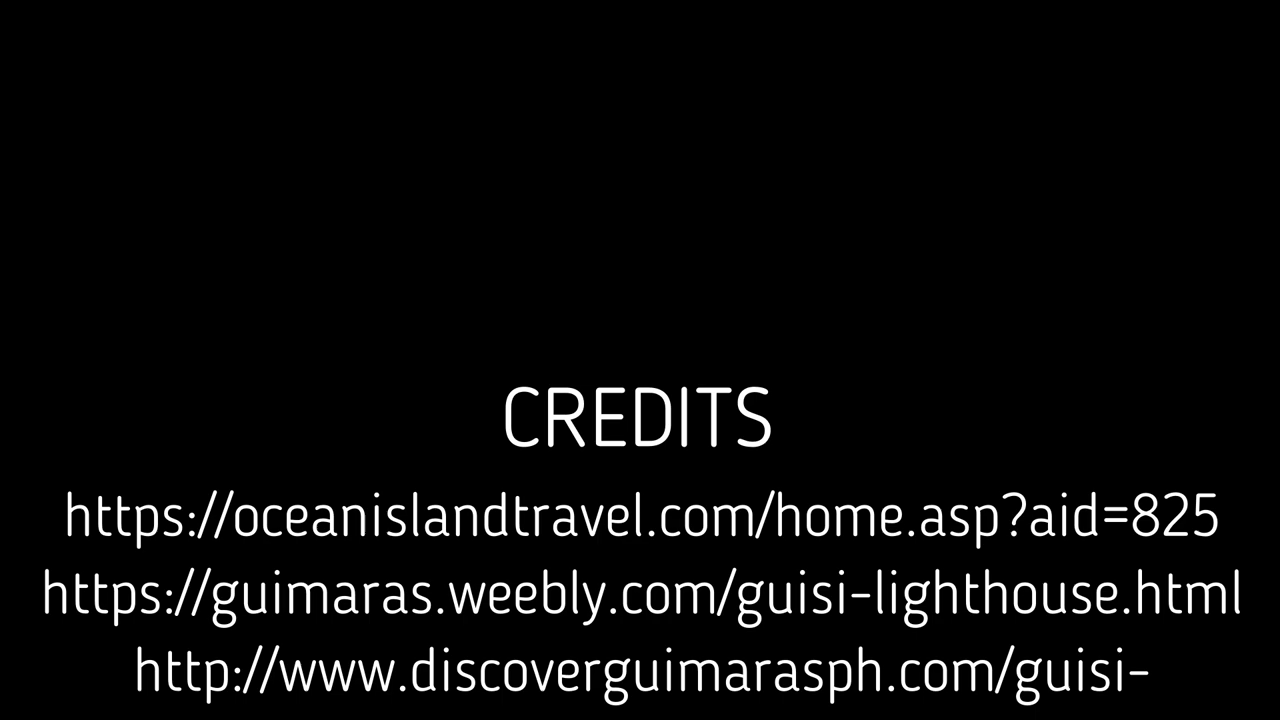 CREDITS
https://oceanislandtravel.com/home.asp?aid=825
https://guimaras.weebly.com/guisi-lighthouse.html
http://www.discoverguimarasph.com/guisi-